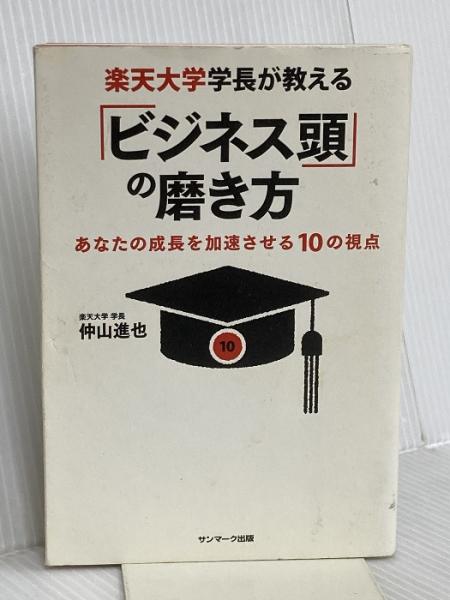 楽天大学学長が教える
「ビジネス頭」
の磨き方
あなたの成長を加速させる10の視点
楽天大学 学長
仲山進也
10
サンマーク出版